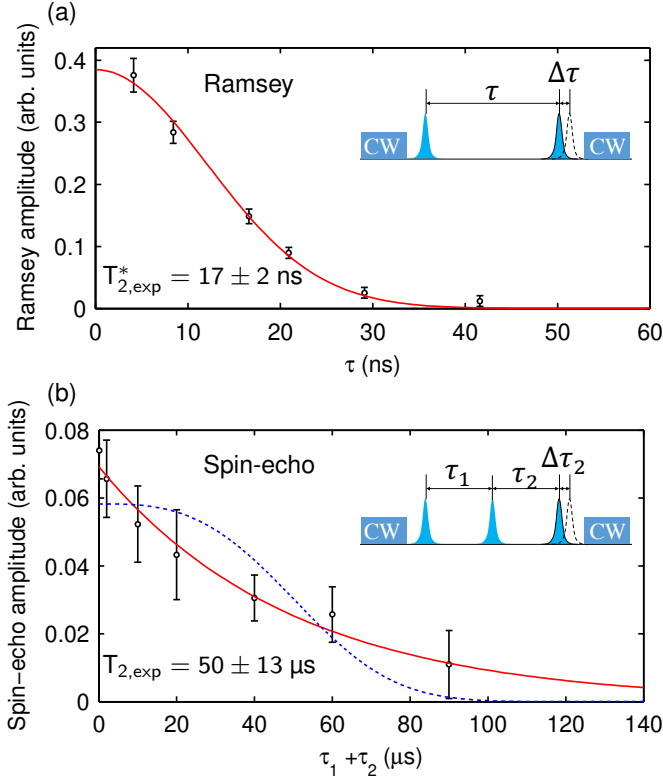 (a)
Ramsey amplitude (arb. units)
0.4
0.3
0.2
0.1
0
Ramsey
τ
Δτ
CW
CW
T*2,exp = 17 ± 2 ns
0 10 20 30 40 50 60
τ (ns)
(b)
Spin−echo amplitude (arb. units)
0.08
0.06
0.04
0.02
0
Spin-echo
τ1 τ2 Δτ2
CW
CW
T2,exp = 50 ± 13 µs
0 20 40 60 80 100 120 140
τ1 +τ2 (µs)